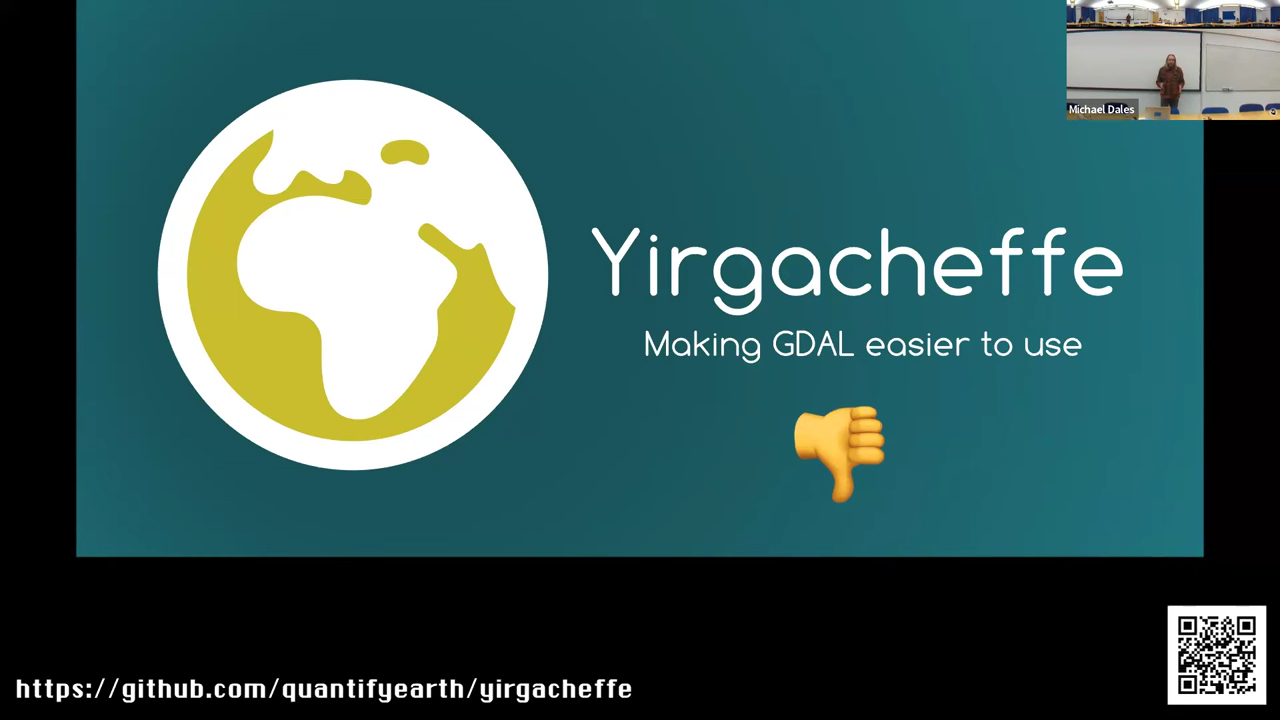 Michael Dales
Yirgacheffe
Making GDAL easier to use
https://github.com/quantifyearth/yirgacheffe